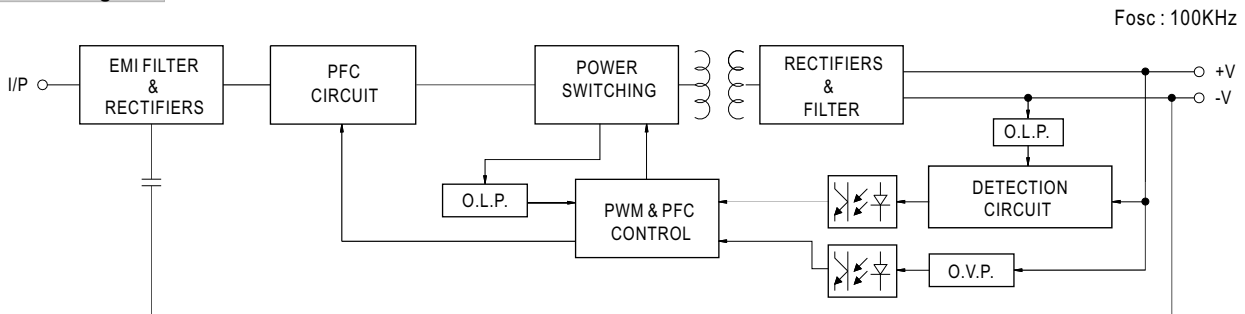 Fosc : 100KHz
I/P
EMI FILTER
&
RECTIFIERS
PFC
CIRCUIT
POWER
SWITCHING
RECTIFIERS
&
FILTER
+V
-V
O.L.P.
O.L.P.
PWM & PFC
CONTROL
DETECTION
CIRCUIT
O.V.P.